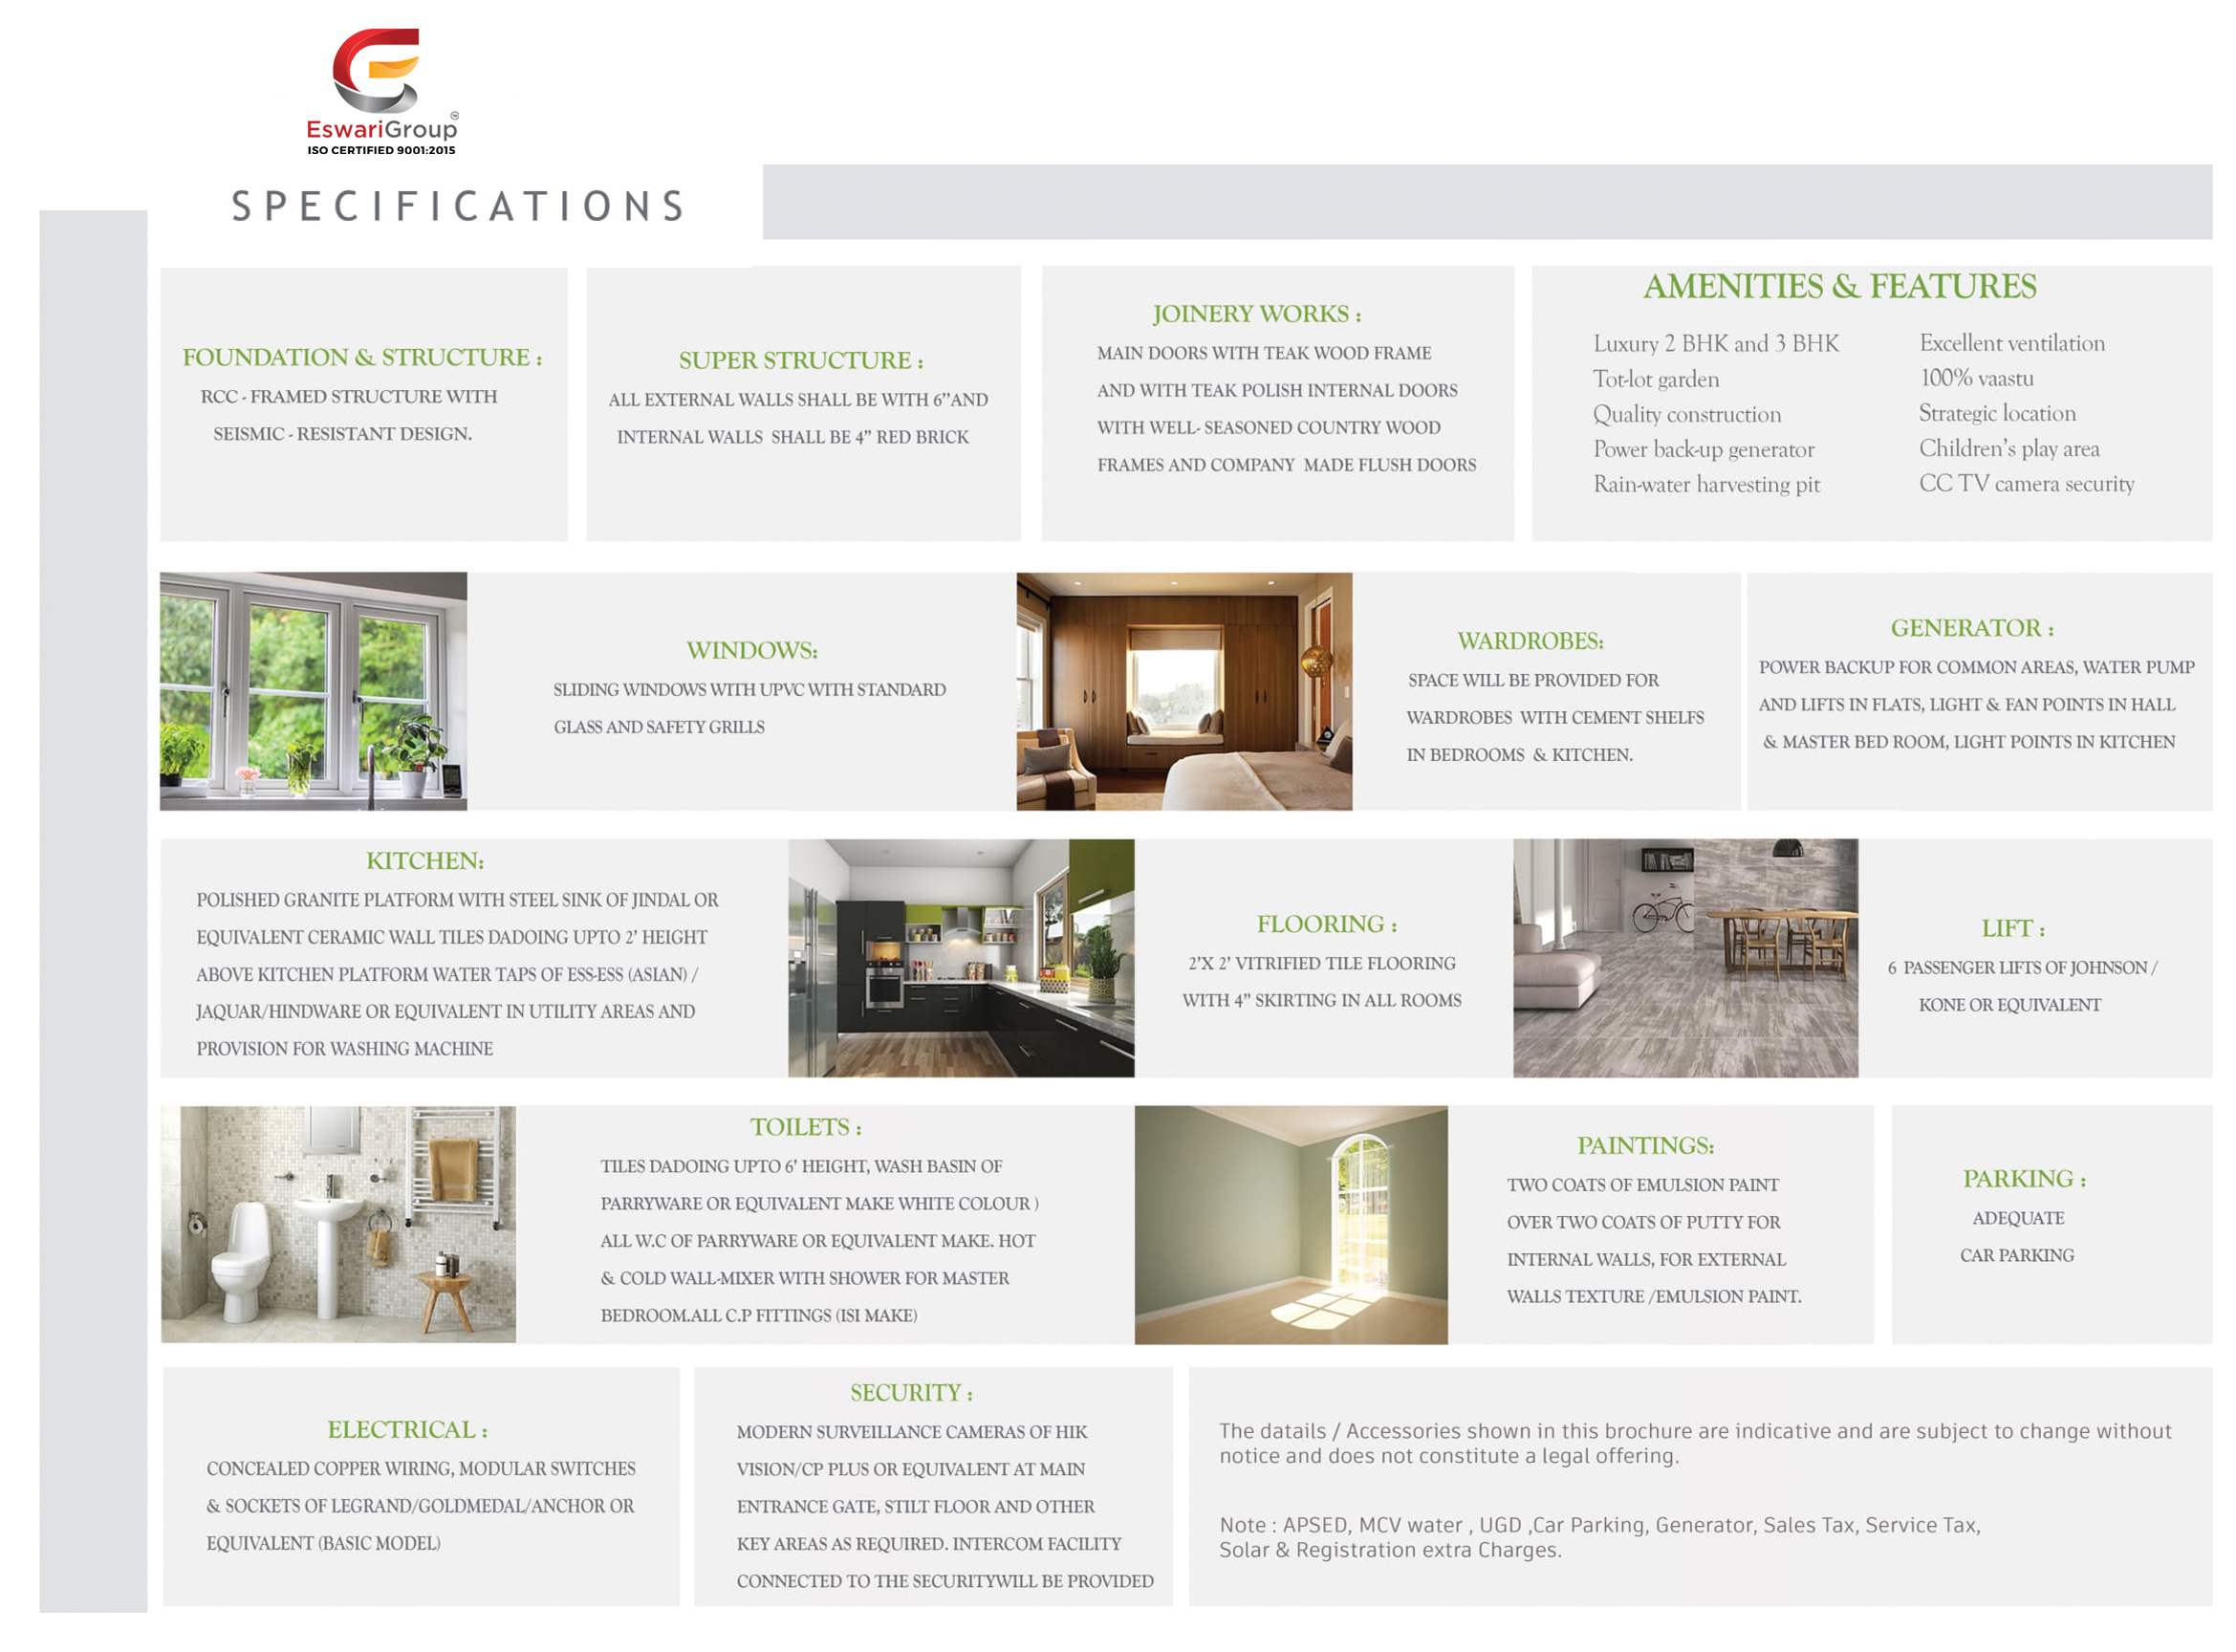 EswariGroup
ISO CERTIFIED 9001:2015
SPECIFICATIONS
FOUNDATION & STRUCTURE :
RCC - FRAMED STRUCTURE WITH
SEISMIC - RESISTANT DESIGN.
SUPER STRUCTURE :
ALL EXTERNAL WALLS SHALL BE WITH 6’’AND
INTERNAL WALLS SHALL BE 4” RED BRICK
JOINERY WORKS :
MAIN DOORS WITH TEAK WOOD FRAME
AND WITH TEAK POLISH INTERNAL DOORS
WITH WELL- SEASONED COUNTRY WOOD
FRAMES AND COMPANY MADE FLUSH DOORS
AMENITIES & FEATURES
Luxury 2 BHK and 3 BHK
Tot-lot garden
Quality construction
Power back-up generator
Rain-water harvesting pit
Excellent ventilation
100% vaastu
Strategic location
Children’s play area
CC TV camera security
WINDOWS:
SLIDING WINDOWS WITH UPVC WITH STANDARD
GLASS AND SAFETY GRILLS
WARDROBES:
SPACE WILL BE PROVIDED FOR
WARDROBES WITH CEMENT SHELFS
IN BEDROOMS & KITCHEN.
GENERATOR :
POWER BACKUP FOR COMMON AREAS, WATER PUMP
AND LIFTS IN FLATS, LIGHT & FAN POINTS IN HALL
& MASTER BED ROOM, LIGHT POINTS IN KITCHEN
KITCHEN:
POLISHED GRANITE PLATFORM WITH STEEL SINK OF JINDAL OR
EQUIVALENT CERAMIC WALL TILES DADOING UPTO 2’ HEIGHT
ABOVE KITCHEN PLATFORM WATER TAPS OF ESS-ESS (ASIAN) /
JAQUAR/HINDWARE OR EQUIVALENT IN UTILITY AREAS AND
PROVISION FOR WASHING MACHINE
FLOORING :
2’X 2’ VITRIFIED TILE FLOORING
WITH 4” SKIRTING IN ALL ROOMS
LIFT :
6 PASSENGER LIFTS OF JOHNSON /
KONE OR EQUIVALENT
TOILETS :
TILES DADOING UPTO 6’ HEIGHT, WASH BASIN OF
PARRYWARE OR EQUIVALENT MAKE WHITE COLOUR )
ALL W.C OF PARRYWARE OR EQUIVALENT MAKE. HOT
& COLD WALL-MIXER WITH SHOWER FOR MASTER
BEDROOM.ALL C.P FITTINGS (ISI MAKE)
PAINTINGS:
TWO COATS OF EMULSION PAINT
OVER TWO COATS OF PUTTY FOR
INTERNAL WALLS, FOR EXTERNAL
WALLS TEXTURE /EMULSION PAINT.
PARKING :
ADEQUATE
CAR PARKING
ELECTRICAL :
CONCEALED COPPER WIRING, MODULAR SWITCHES
& SOCKETS OF LEGRAND/GOLDMEDAL/ANCHOR OR
EQUIVALENT (BASIC MODEL)
SECURITY :
MODERN SURVEILLANCE CAMERAS OF HIK
VISION/CP PLUS OR EQUIVALENT AT MAIN
ENTRANCE GATE, STILT FLOOR AND OTHER
KEY AREAS AS REQUIRED. INTERCOM FACILITY
CONNECTED TO THE SECURITYWILL BE PROVIDED
The datails / Accessories shown in this brochure are indicative and are subject to change without
notice and does not constitute a legal offering.
Note : APSED, MCV water , UGD ,Car Parking, Generator, Sales Tax, Service Tax,
Solar & Registration extra Charges.